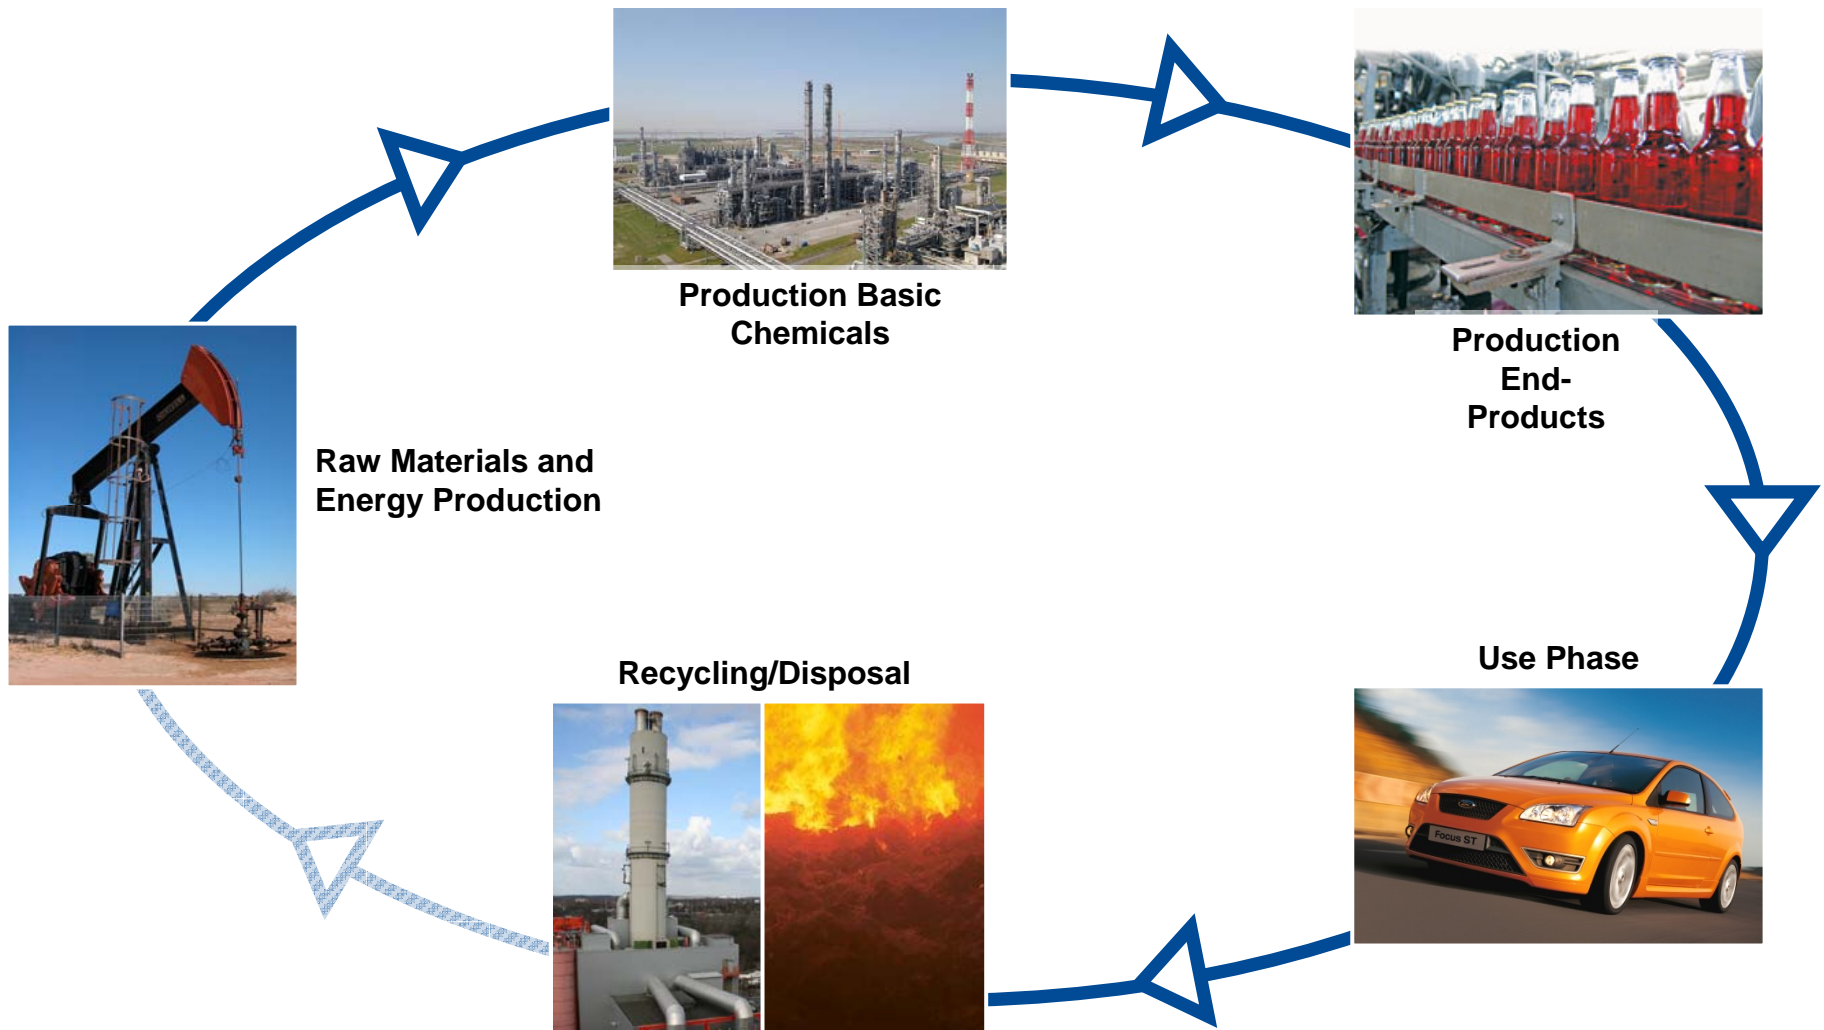 Production Basic
Chemicals
Production
End-
Products
Raw Materials and
Energy Production
Use Phase
Recycling/Disposal
Focus ST